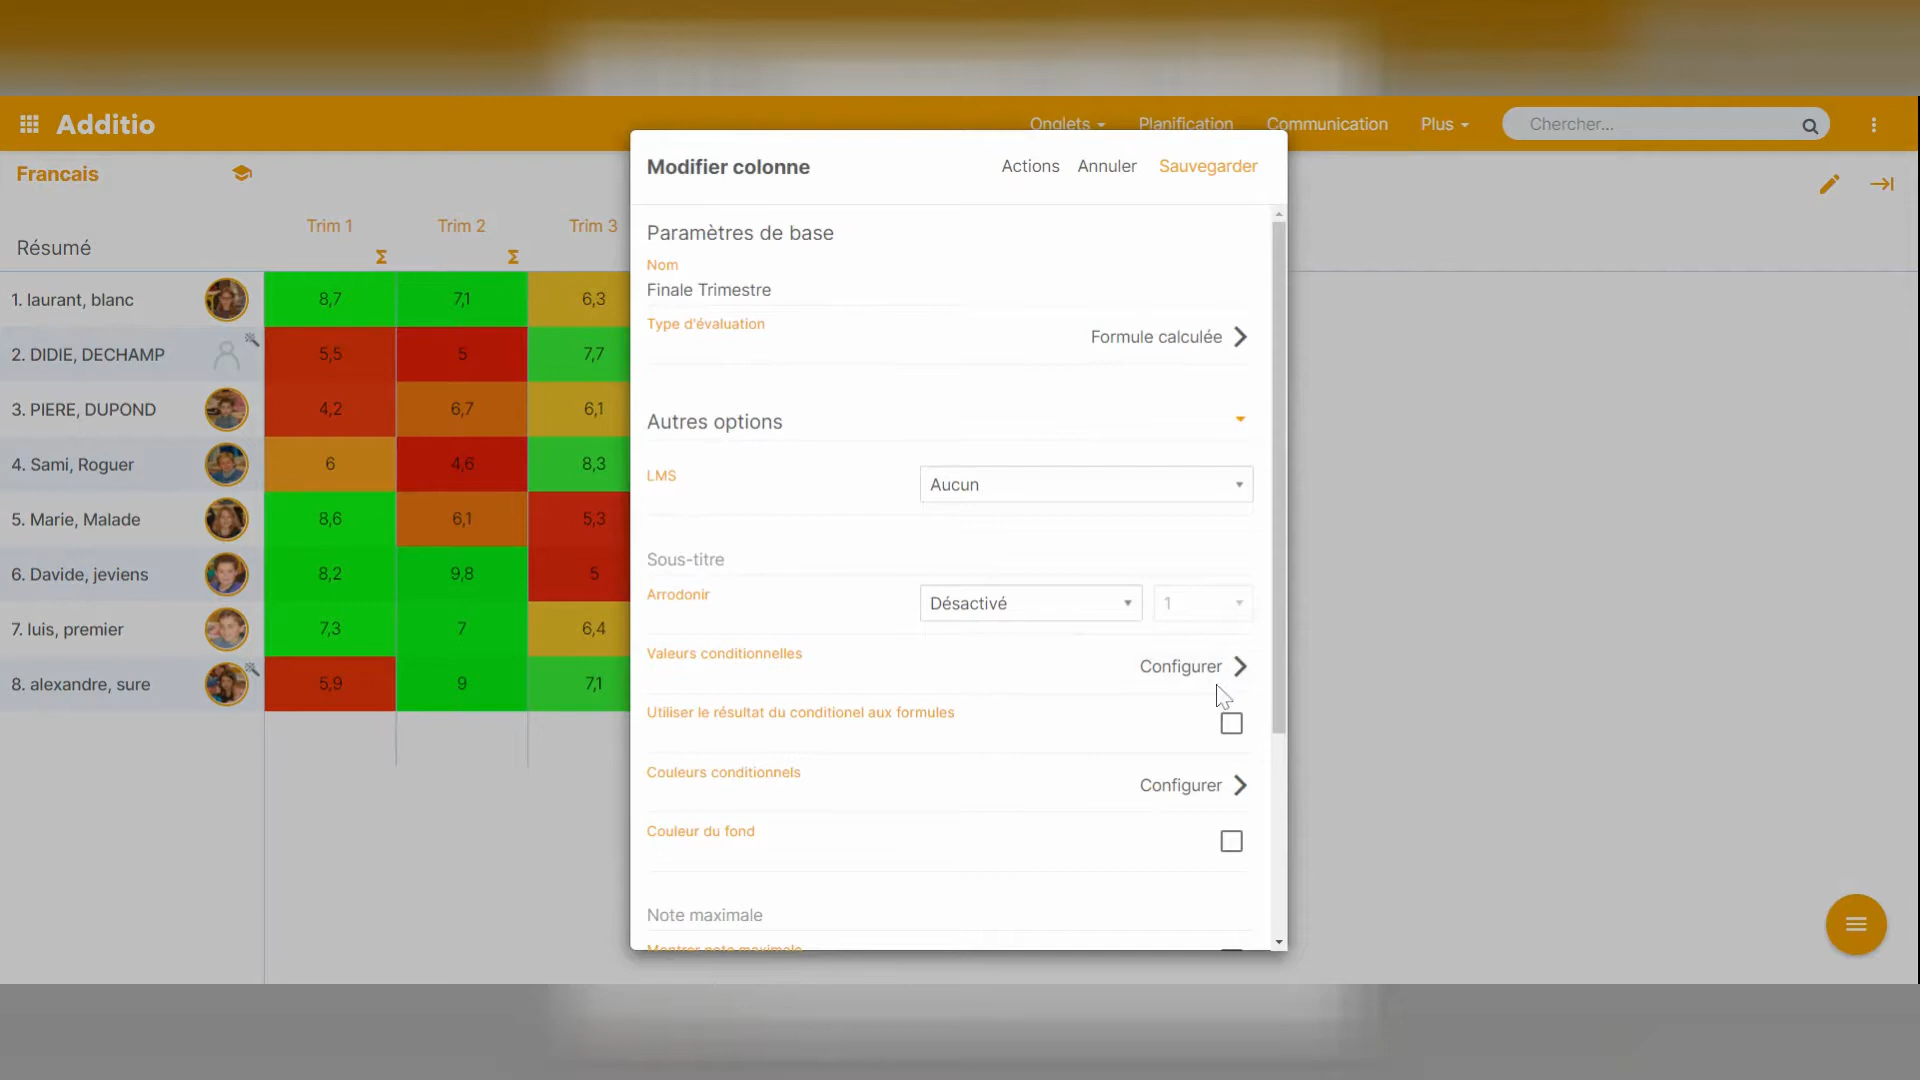 Additio
Onglets
Planification
Communication
Plus
Chercher...
Francais
Résumé
Trim 1
Trim 2
Trim 3
Σ
Σ
1. laurant, blanc
8,7
7,1
6,3
2. DIDIE, DECHAMP
5,5
5
7,7
3. PIERE, DUPOND
4,2
6,7
6,1
4. Sami, Roguer
6
4,6
8,3
5. Marie, Malade
8,6
6,1
5,3
6. Davide, jeviens
8,2
9,8
5
7. luis, premier
7,3
7
6,4
8. alexandre, sure
5,9
9
7,1
Modifier colonne
Actions
Annuler
Sauvegarder
Paramètres de base
Nom
Finale Trimestre
Type d'évaluation
Formule calculée
Autres options
LMS
Aucun
Sous-titre
Arrodonir
Désactivé
1
Valeurs conditionnelles
Configurer
Utiliser le résultat du conditionel aux formules
Couleurs conditionnels
Configurer
Couleur du fond
Note maximale
Montrer note maximale